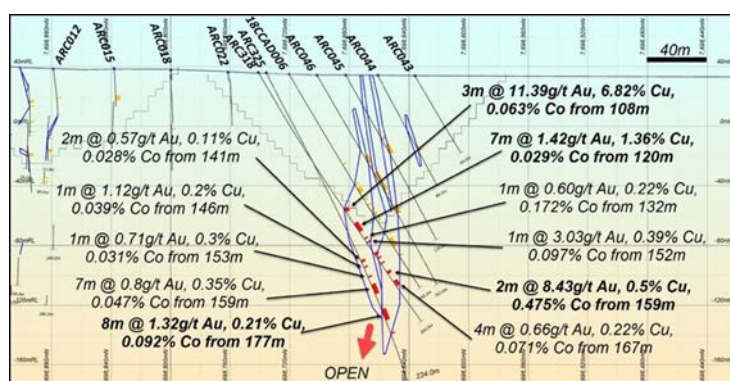 ARC012
ARC015
ARC018
ARC022
ARC318
ARC325
18CCAD006
ARC046
ARC045
ARC044
ARC043
40m
40mRL
0mRL
-40mRL
-80mRL
-120mRL
-160mRL
3m @ 11.39g/t Au, 6.82% Cu,
0.063% Co from 108m
2m @ 0.57g/t Au, 0.11% Cu,
0.028% Co from 141m
7m @ 1.42g/t Au, 1.36% Cu,
0.029% Co from 120m
1m @ 1.12g/t Au, 0.2% Cu,
0.039% Co from 146m
1m @ 0.60g/t Au, 0.22% Cu,
0.172% Co from 132m
1m @ 0.71g/t Au, 0.3% Cu,
0.031% Co from 153m
1m @ 3.03g/t Au, 0.39% Cu,
0.097% Co from 152m
7m @ 0.8g/t Au, 0.35% Cu,
0.047% Co from 159m
2m @ 8.43g/t Au, 0.5% Cu,
0.475% Co from 159m
8m @ 1.32g/t Au, 0.21% Cu,
0.092% Co from 177m
4m @ 0.66g/t Au, 0.22% Cu,
0.071% Co from 167m
OPEN
234.0m